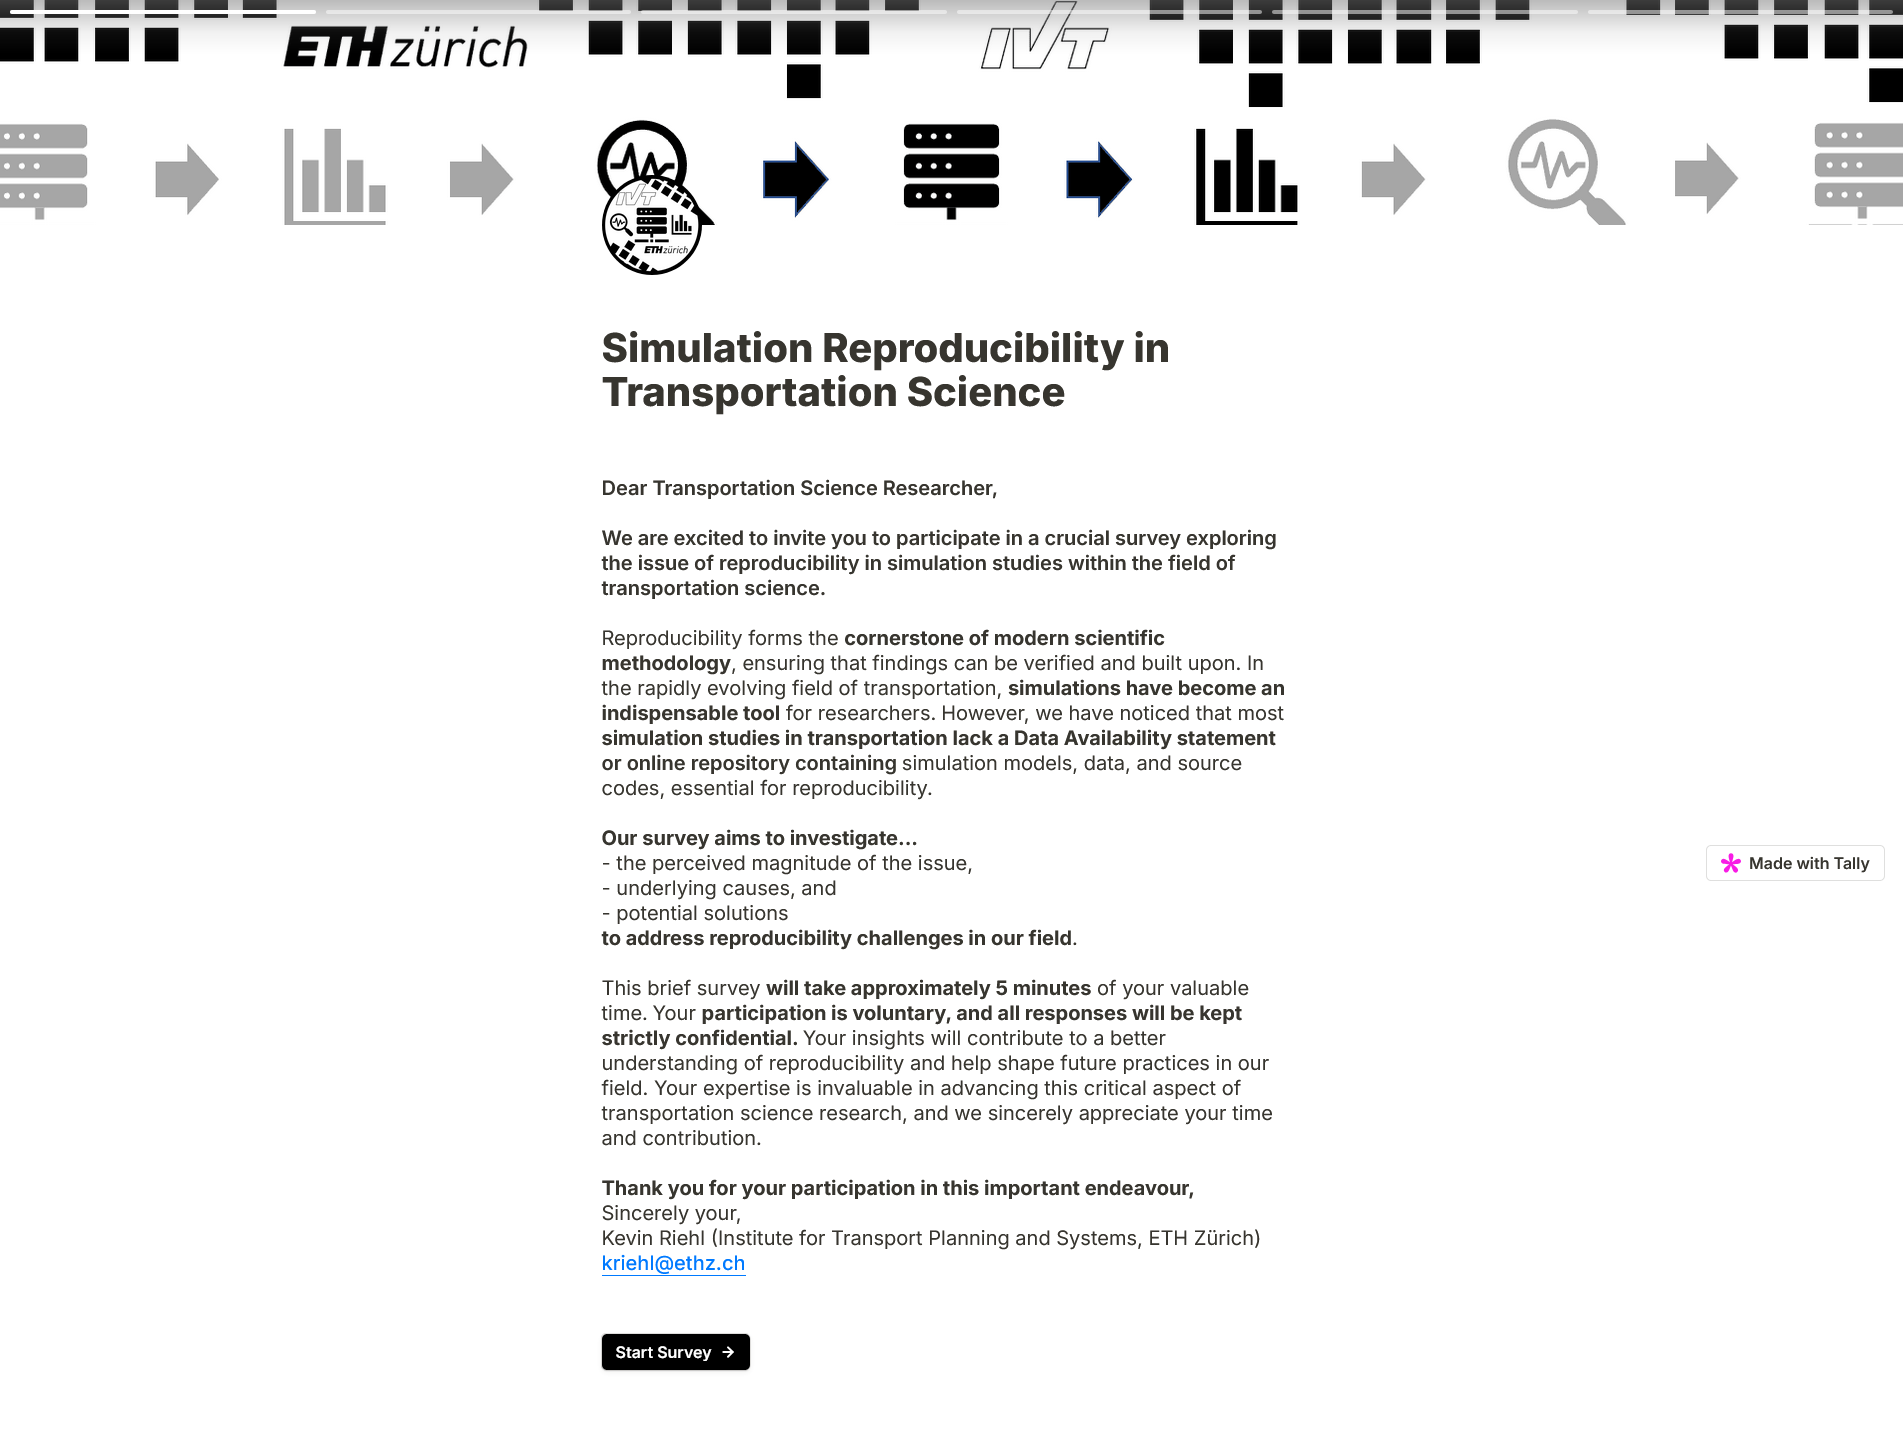 ETH zürich
IVT
IVT
ETH zürich
Simulation Reproducibility in
Transportation Science
Dear Transportation Science Researcher,
We are excited to invite you to participate in a crucial survey exploring
the issue of reproducibility in simulation studies within the field of
transportation science.
Reproducibility forms the cornerstone of modern scientific
methodology, ensuring that findings can be verified and built upon. In
the rapidly evolving field of transportation, simulations have become an
indispensable tool for researchers. However, we have noticed that most
simulation studies in transportation lack a Data Availability statement
or online repository containing simulation models, data, and source
codes, essential for reproducibility.
Our survey aims to investigate...
- the perceived magnitude of the issue,
- underlying causes, and
- potential solutions
to address reproducibility challenges in our field.
This brief survey will take approximately 5 minutes of your valuable
time. Your participation is voluntary, and all responses will be kept
strictly confidential. Your insights will contribute to a better
understanding of reproducibility and help shape future practices in our
field. Your expertise is invaluable in advancing this critical aspect of
transportation science research, and we sincerely appreciate your time
and contribution.
Thank you for your participation in this important endeavour,
Sincerely your,
Kevin Riehl (Institute for Transport Planning and Systems, ETH Zürich)
kriehl@ethz.ch
Start Survey →
Made with Tally